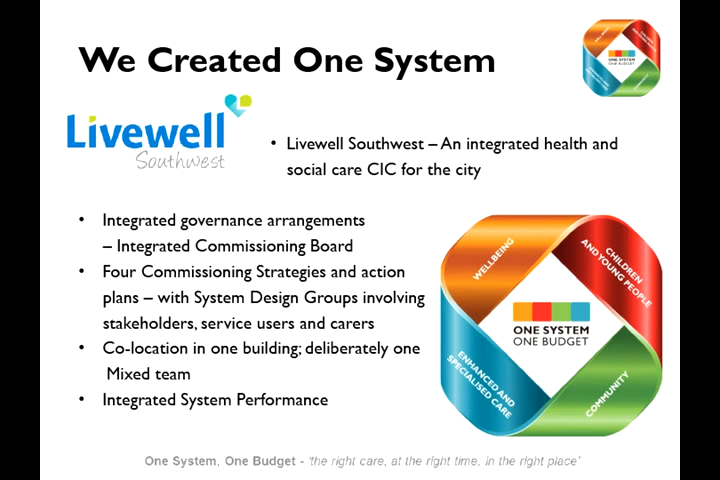 We Created One System
ONE SYSTEM
ONE BUDGET
Livewell
Southwest
• Livewell Southwest – An integrated health and
social care CIC for the city
• Integrated governance arrangements
– Integrated Commissioning Board
• Four Commissioning Strategies and action
plans – with System Design Groups involving
stakeholders, service users and carers
• Co-location in one building; deliberately one
Mixed team
• Integrated System Performance
WELLBEING
CHILDREN
AND YOUNG PEOPLE
ONE SYSTEM
ONE BUDGET
ENHANCED AND
SPECIALISED CARE
COMMUNITY
One System, One Budget - 'the right care, at the right time, in the right place'